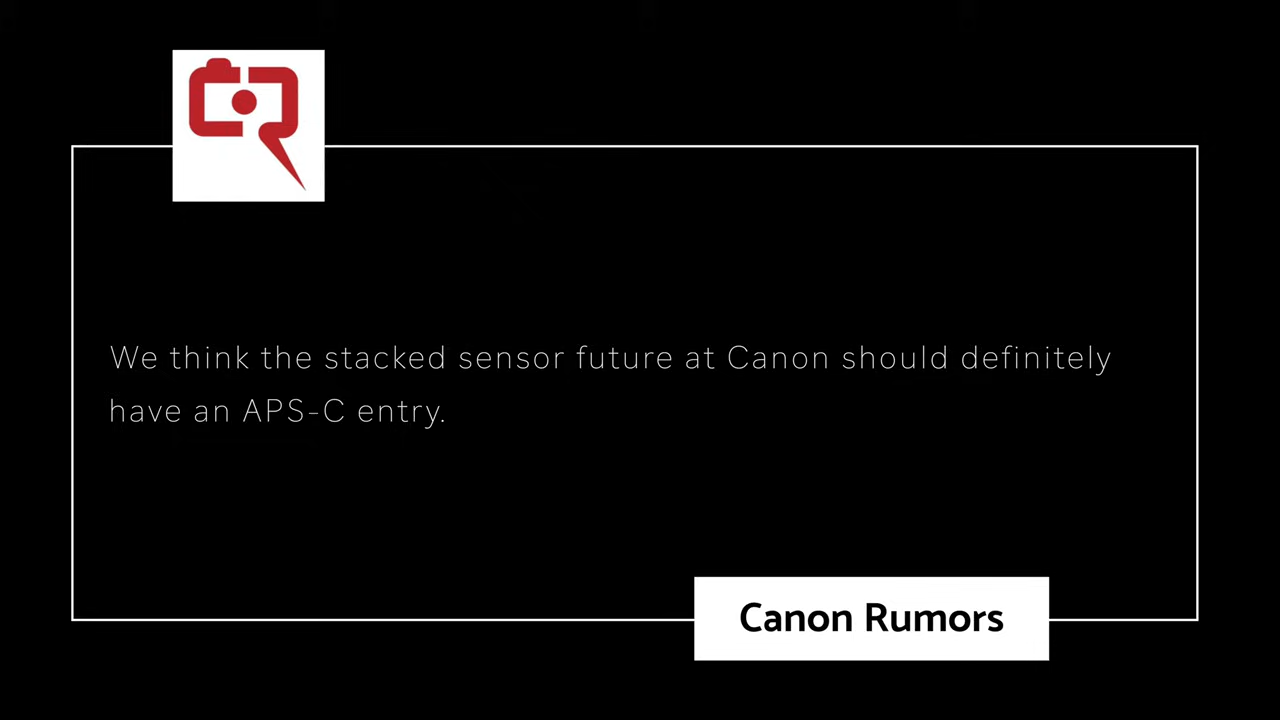 We think the stacked sensor future at Canon should definitely
have an APS-C entry.
Canon Rumors